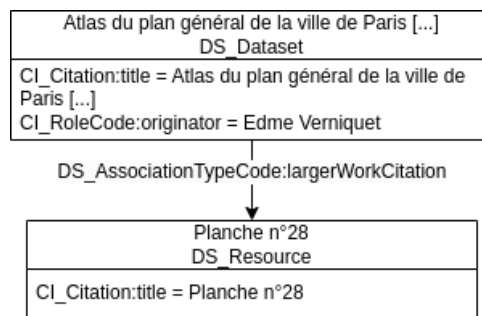 Atlas du plan général de la ville de Paris [...]
DS_Dataset
CI_Citation:title = Atlas du plan général de la ville de
Paris [...]
CI_RoleCode:originator = Edme Verniquet
DS_AssociationTypeCode:largerWorkCitation
Planche n°28
DS_Resource
CI_Citation:title = Planche n°28